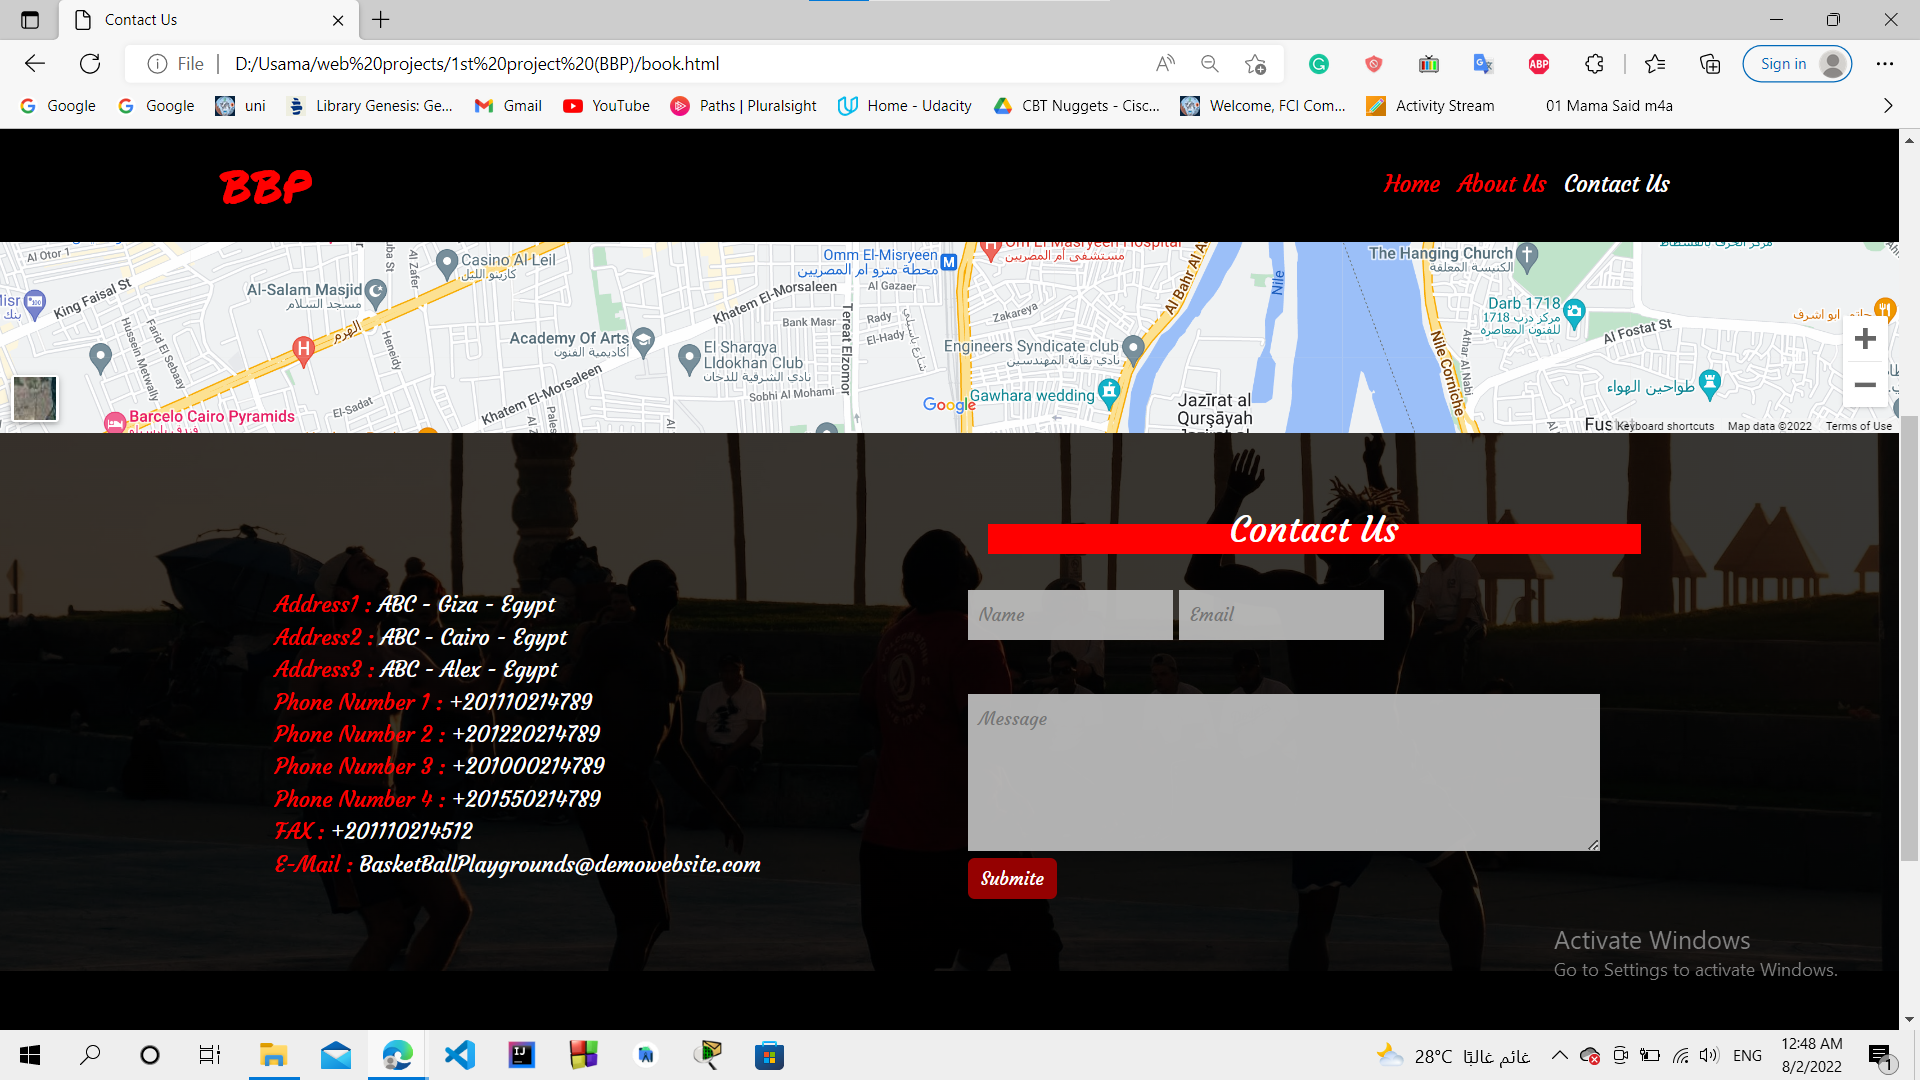 Contact Us
File
D:/Usama/web%20projects/1st%20project%20(BBP)/book.html
Sign in
Google
Google
uni
Library Genesis: Ge...
Gmail
YouTube
Paths | Pluralsight
Home - Udacity
CBT Nuggets - Cisc...
Welcome, FCI Com...
Activity Stream
01 Mama Said m4a
BBP
Home
About Us
Contact Us
Al Otor 1
Casino Al Leil
كازينو الليل
Al-Salam Masjid
مسجد السلام
King Faisal St
Husein Metwally
Farid El Sebaay
الهرم
Heneidy
Al Zafer
Omm El-Misryeen
محطة مترو ام المصريين
Khatem El-Morsaleen
Al Gazaer
Bank Masr
Rady
El-Hady
Tereat Elzomor
Academy Of Arts
أكاديمية الفنون
El Sharqya
Lldokhan Club
نادي الشرقية للدخان
Sobhi Al Mohami
Khatem El-Morsaleen
El-Sadat
Barcelo Cairo Pyramids
Om El Masryeen Hospital
مستشفى أم المصريين
Zakareya
Engineers Syndicate club
نادي نقابة المهندسين
Gawhara wedding
Google
Al Bahr Al A
Nile
Jazīrat al
Qurşāyah
The Hanging Church
الكنيسة المعلقة
Darb 1718
مركز درب 1718
للفنون المعاصرة
Nile Corniche
Athar Al Nabi
Al Fostat St
طواحين الهواء
Fus
Keyboard shortcuts
Map data ©2022
Terms of Use
Contact Us
Address1 : ABC - Giza - Egypt
Address2 : ABC - Cairo - Egypt
Address3 : ABC - Alex - Egypt
Phone Number 1 : +201110214789
Phone Number 2 : +201220214789
Phone Number 3 : +201000214789
Phone Number 4 : +201550214789
FAX : +201110214512
E-Mail : BasketBallPlaygrounds@demowebsite.com
Name
Email
Message
Submite
Activate Windows
Go to Settings to activate Windows.
28°C
غائم غالبًا
ENG
12:48 AM
8/2/2022
1